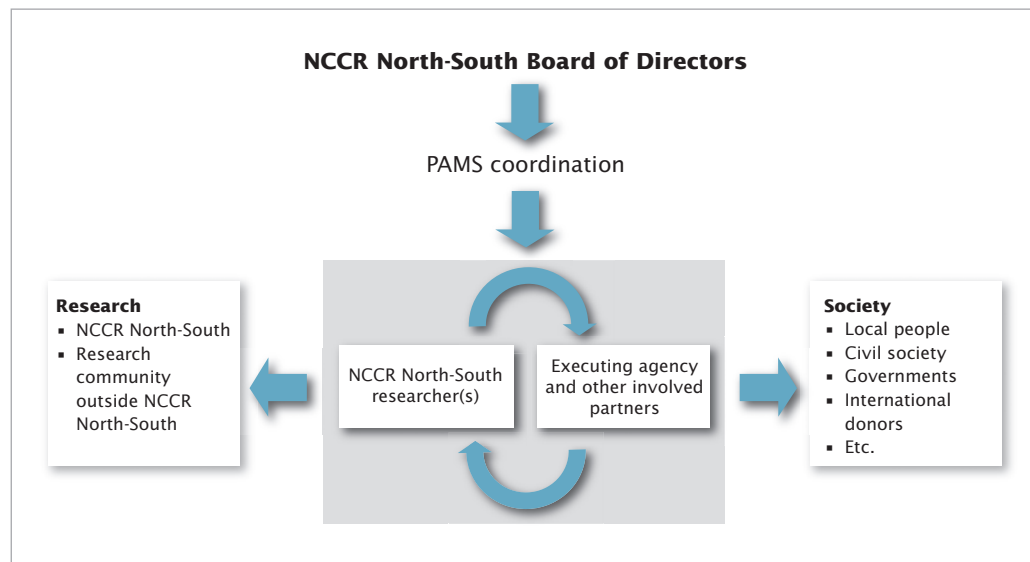 NCCR North-South Board of Directors
PAMS coordination
Research
▪ NCCR North-South
▪ Research
community
outside NCCR
North-South
NCCR North-South
researcher(s)
Executing agency
and other involved
partners
Society
▪ Local people
▪ Civil society
▪ Governments
▪ International
donors
▪ Etc.